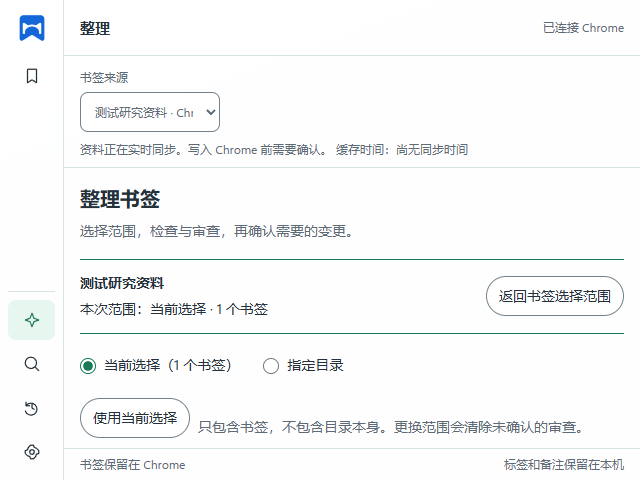 整理
已连接 Chrome
书签来源
测试研究资料 · Chr
资料正在实时同步。写入 Chrome 前需要确认。 缓存时间：尚无同步时间
整理书签
选择范围，检查与审查，再确认需要的变更。
测试研究资料
本次范围：当前选择 · 1 个书签
返回书签选择范围
当前选择（1 个书签）
指定目录
使用当前选择
只包含书签，不包含目录本身。更换范围会清除未确认的审查。
书签保留在 Chrome
标签和备注保留在本机